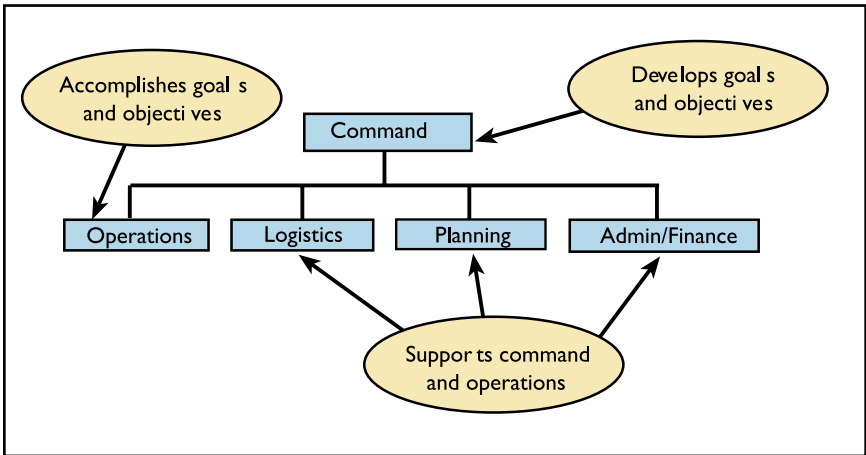 Accomplishes goal s
and objecti ves
Develops goal s
and objecti ves
Command
Operations
Logistics
Planning
Admin/Finance
Suppor ts command
and operations